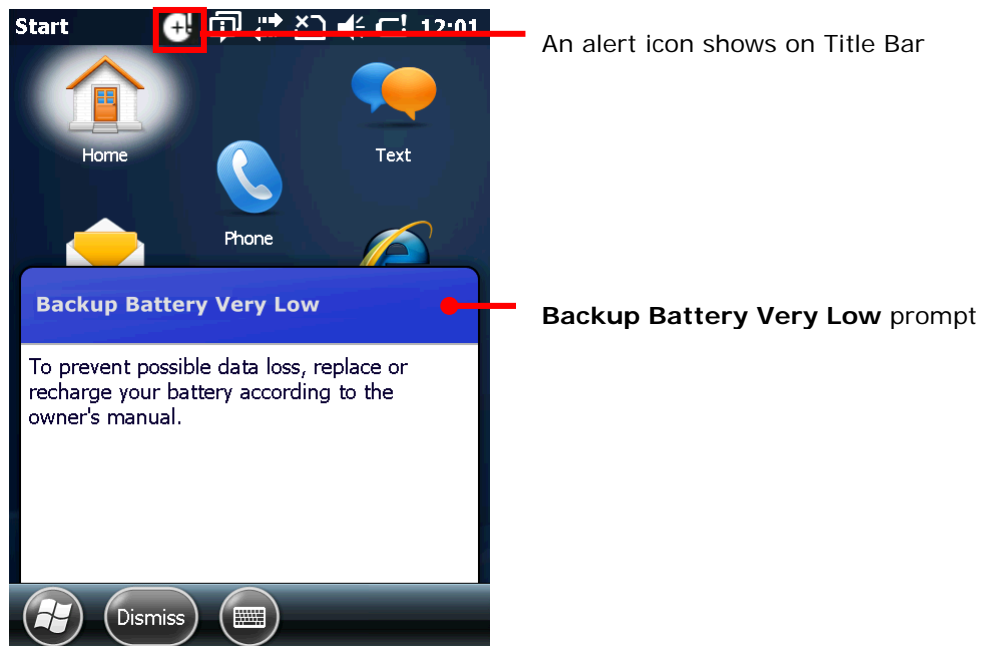 Start 12:01
An alert icon shows on Title Bar
Home
Text
Phone
Backup Battery Very Low
Backup Battery Very Low prompt
To prevent possible data loss, replace or
recharge your battery according to the
owner's manual.
Dismiss